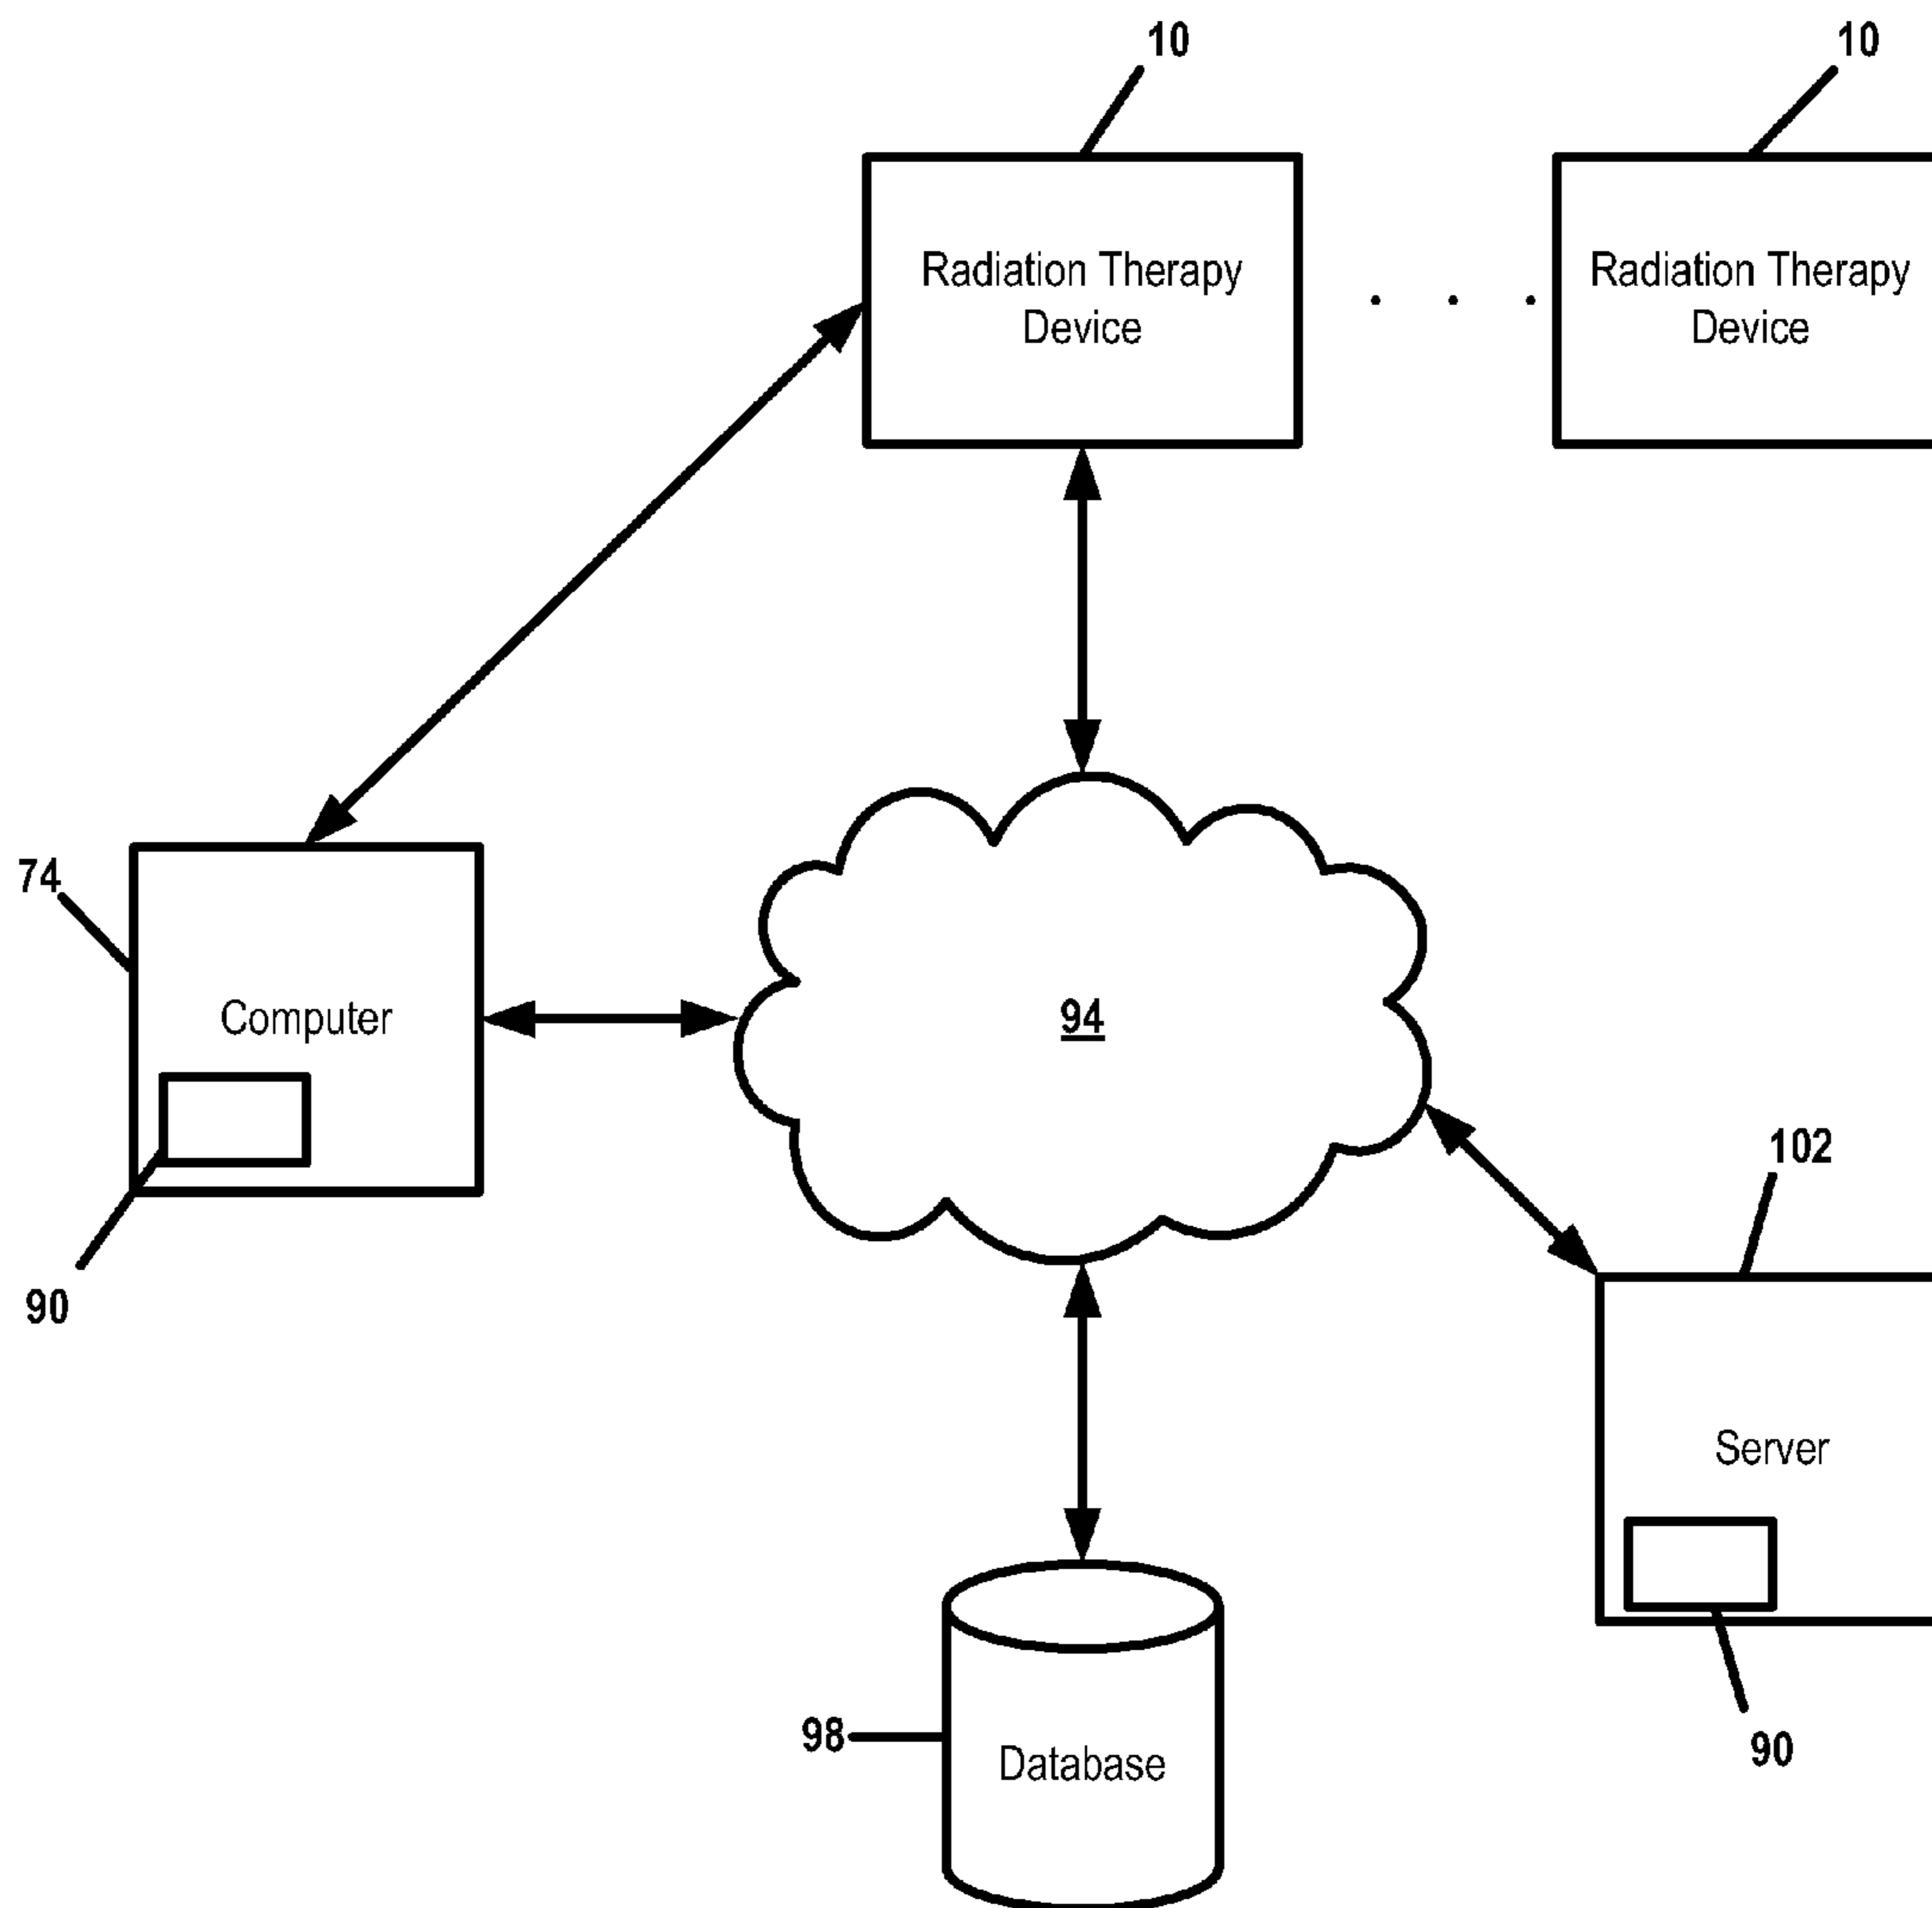 10
10
Radiation Therapy
Device
. . .
Radiation Therapy
Device
74
Computer
94
102
90
Server
98
Database
90